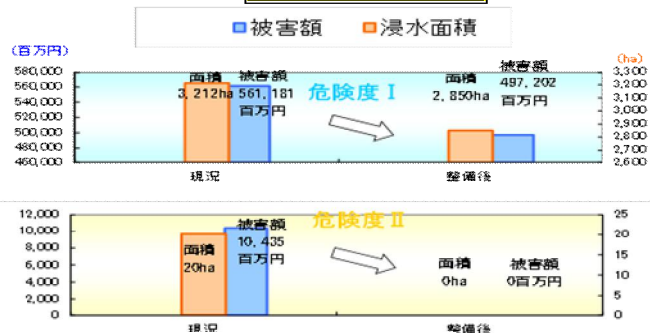 被害額 浸水面積
(百万円)
(ha)
580,000
560,000
540,000
520,000
500,000
480,000
460,000
面積
3,212ha
被害額
561,181
百万円
危険度Ⅰ
面積
2,850ha
被害額
497,202
百万円
3,300
3,200
3,100
3,000
2,900
2,800
2,700
2,600
現況
整備後
12,000
10,000
8,000
6,000
4,000
2,000
0
面積
20ha
被害額
10,435
百万円
危険度Ⅱ
面積
0ha
被害額
0百万円
25
20
15
10
5
0
現況
整備後